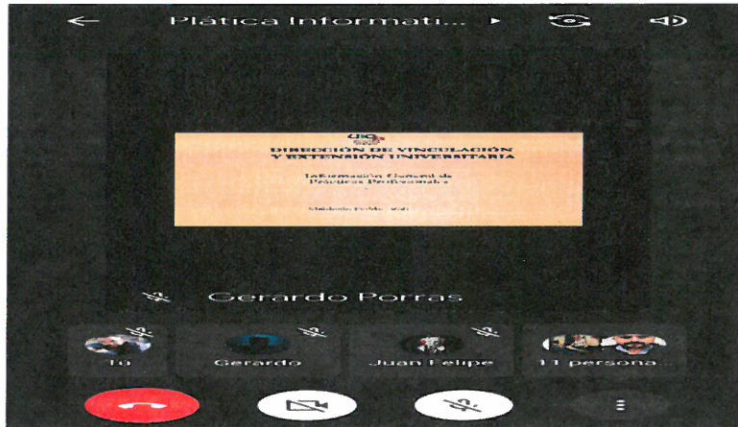 Plática Informati...
DIRECCIÓN DE VINCULACIÓN
Y EXTENSIÓN UNIVERSITARIA
Información General de
Prácticas Profesionales
Gerardo Porras
Tú
Gerardo
Juan Felipe
11 persona...